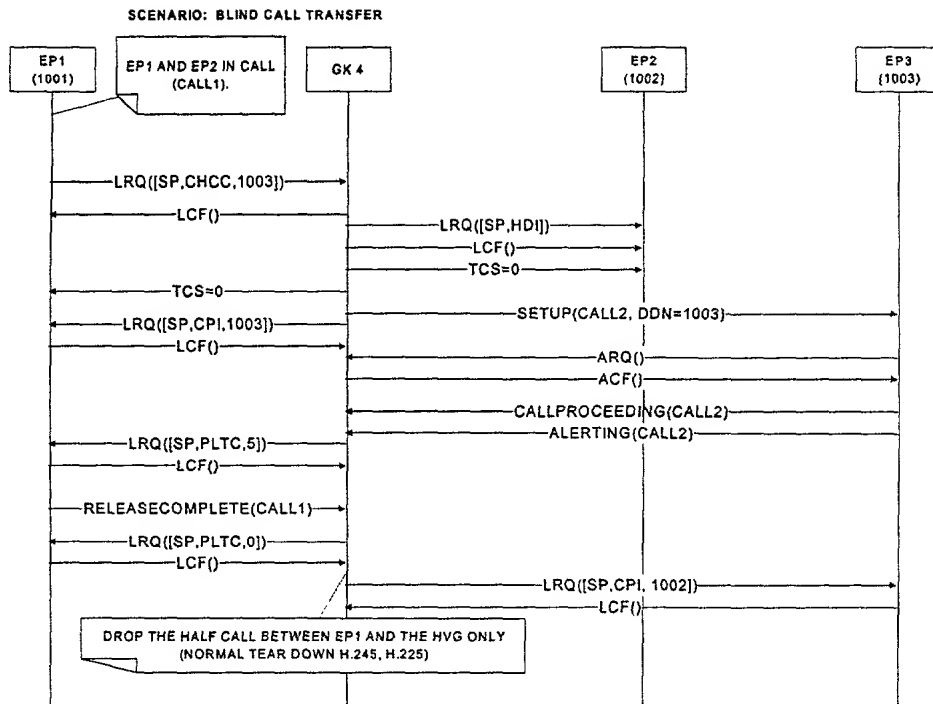 SCENARIO: BLIND CALL TRANSFER
EP1
(1001)
EP1 AND EP2 IN CALL
(CALL1).
GK 4
EP2
(1002)
EP3
(1003)
LRQ([SP,CHCC,1003])
LCF()
LRQ([SP,HDI])
LCF()
TCS=0
TCS=0
SETUP(CALL2, DDN=1003)
LRQ([SP,CPI,1003])
LCF()
ARQ()
ACF()
CALLPROCEEDING(CALL2)
ALERTING(CALL2)
LRQ([SP,PLTC,5])
LCF()
RELEASECOMPLETE(CALL1)
LRQ([SP,PLTC,0])
LCF()
LRQ([SP,CPI, 1002])
LCF()
DROP THE HALF CALL BETWEEN EP1 AND THE HVG ONLY
(NORMAL TEAR DOWN H.245, H.225)